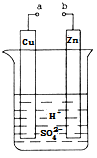 a b
Cu Zn
H⁺
SO₄²⁻